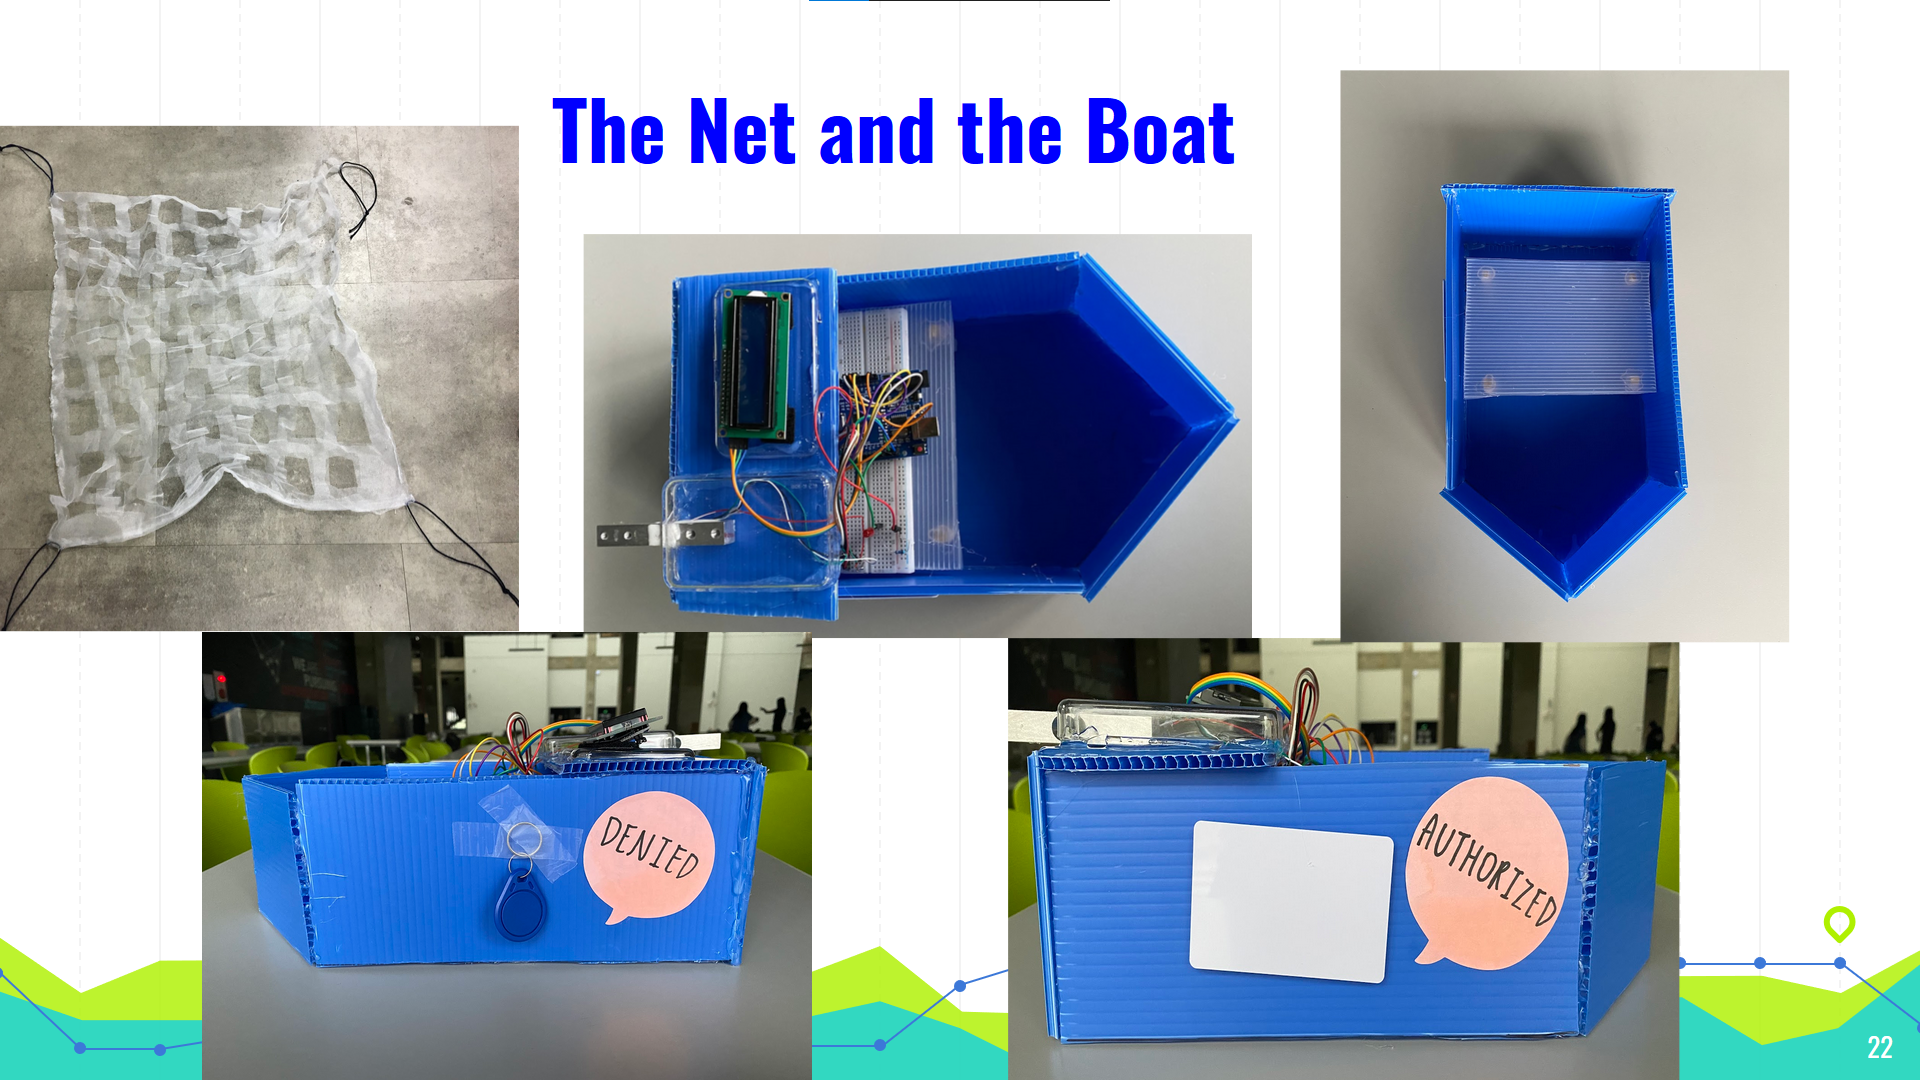 The Net and the Boat
DENIED
AUTHORIZED
22